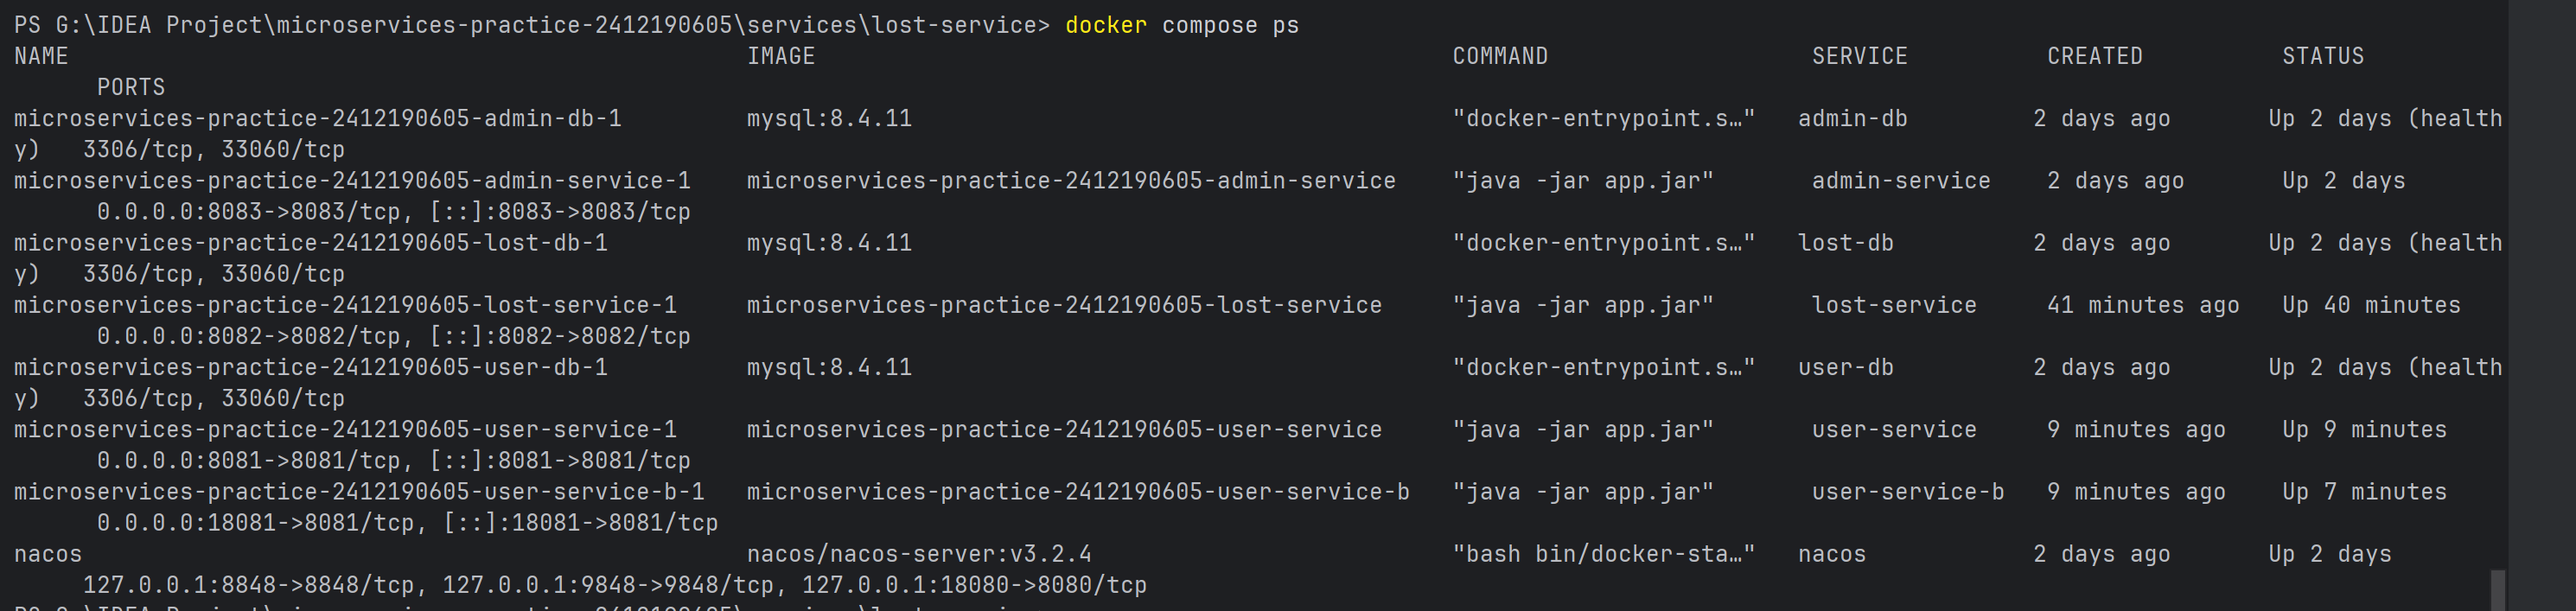 PS G:\IDEA Project\microservices-practice-2412190605\services\lost-service> docker compose ps
NAME                                              IMAGE                                              COMMAND                   SERVICE          CREATED          STATUS
      PORTS
microservices-practice-2412190605-admin-db-1         mysql:8.4.11                                       "docker-entrypoint.s…"   admin-db         2 days ago       Up 2 days (health
y)   3306/tcp, 33060/tcp
microservices-practice-2412190605-admin-service-1    microservices-practice-2412190605-admin-service    "java -jar app.jar"       admin-service    2 days ago       Up 2 days
      0.0.0.0:8083->8083/tcp, [::]:8083->8083/tcp
microservices-practice-2412190605-lost-db-1          mysql:8.4.11                                       "docker-entrypoint.s…"   lost-db          2 days ago       Up 2 days (health
y)   3306/tcp, 33060/tcp
microservices-practice-2412190605-lost-service-1     microservices-practice-2412190605-lost-service     "java -jar app.jar"       lost-service     41 minutes ago   Up 40 minutes
      0.0.0.0:8082->8082/tcp, [::]:8082->8082/tcp
microservices-practice-2412190605-user-db-1          mysql:8.4.11                                       "docker-entrypoint.s…"   user-db          2 days ago       Up 2 days (health
y)   3306/tcp, 33060/tcp
microservices-practice-2412190605-user-service-1     microservices-practice-2412190605-user-service     "java -jar app.jar"       user-service     9 minutes ago    Up 9 minutes
      0.0.0.0:8081->8081/tcp, [::]:8081->8081/tcp
microservices-practice-2412190605-user-service-b-1   microservices-practice-2412190605-user-service-b   "java -jar app.jar"       user-service-b   9 minutes ago    Up 7 minutes
      0.0.0.0:18081->8081/tcp, [::]:18081->8081/tcp
nacos                                                nacos/nacos-server:v3.2.4                          "bash bin/docker-sta…"   nacos            2 days ago       Up 2 days
     127.0.0.1:8848->8848/tcp, 127.0.0.1:9848->9848/tcp, 127.0.0.1:18080->8080/tcp